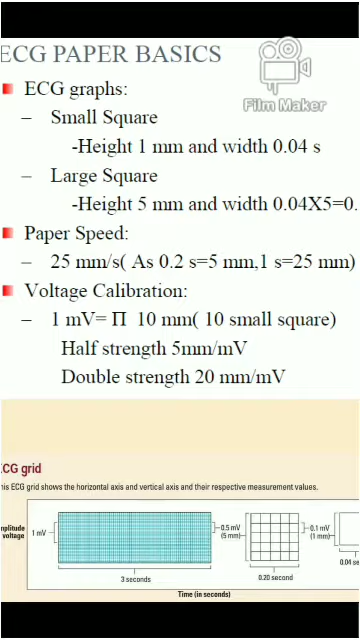 ECG PAPER BASICS
Film Maker
ECG graphs:
– Small Square
-Height 1 mm and width 0.04 s
– Large Square
-Height 5 mm and width 0.04X5=0.
Paper Speed:
– 25 mm/s( As 0.2 s=5 mm,1 s=25 mm)
Voltage Calibration:
– 1 mV= Π 10 mm( 10 small square)
Half strength 5mm/mV
Double strength 20 mm/mV
CG grid
his ECG grid shows the horizontal axis and vertical axis and their respective measurement values.
mplitude
voltage
1 mV
0.5 mV
(5 mm)
0.1 mV
(1 mm)
3 seconds
0.20 second
0.04 se
Time (in seconds)